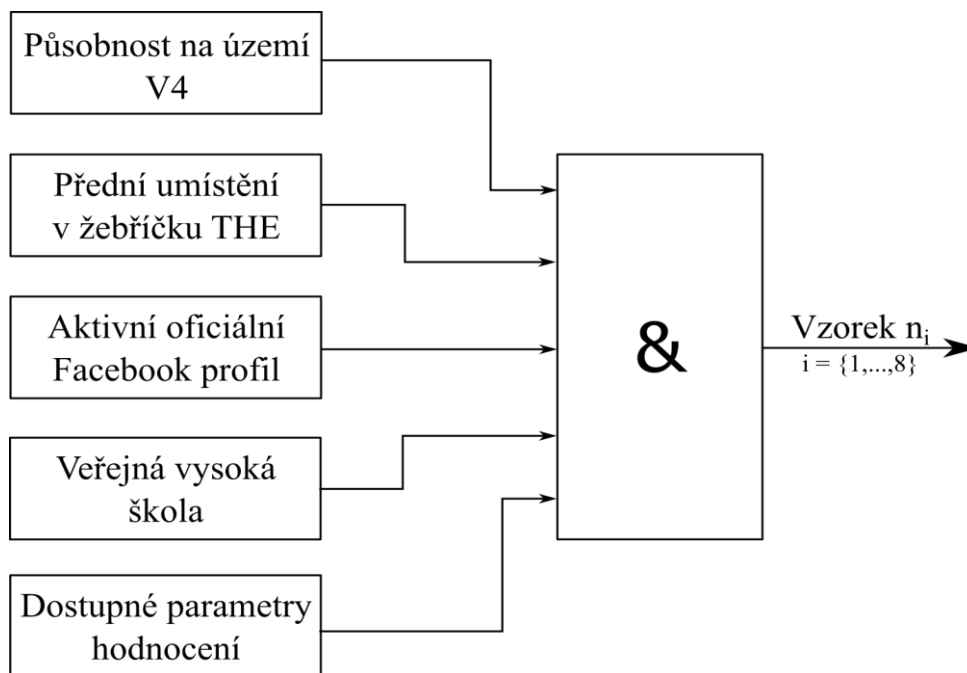 Působnost na území
V4
Přední umístění
v žebříčku THE
Aktivní oficiální
Facebook profil
Veřejná vysoká
škola
Dostupné parametry
hodnocení
&
Vzorek nᵢ
i = {1,...,8}